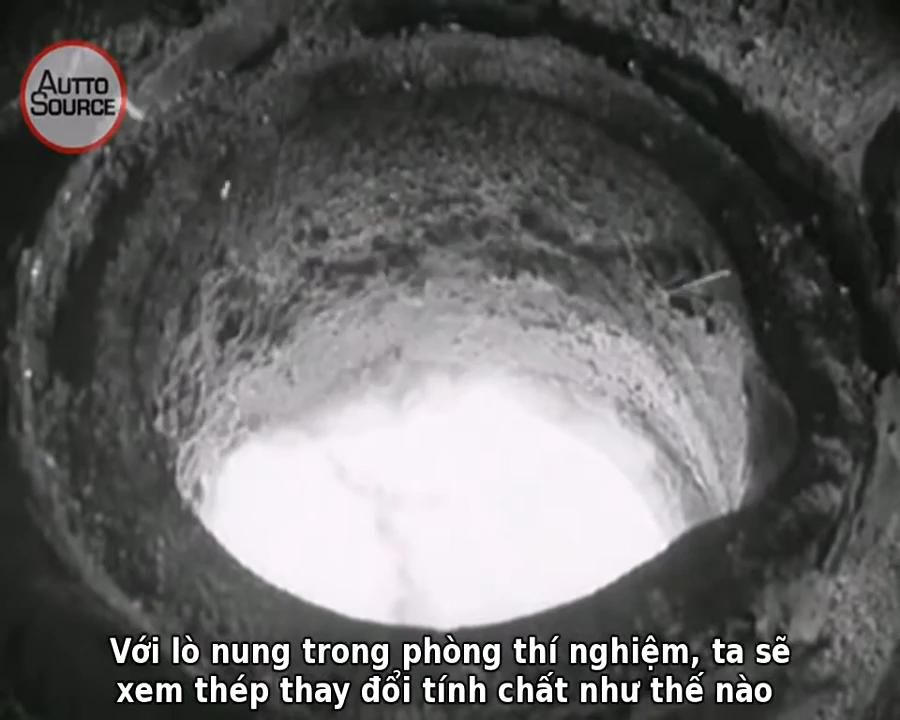 AUTTO
SOURCE
Với lò nung trong phòng thí nghiệm, ta sẽ
xem thép thay đổi tính chất như thế nào